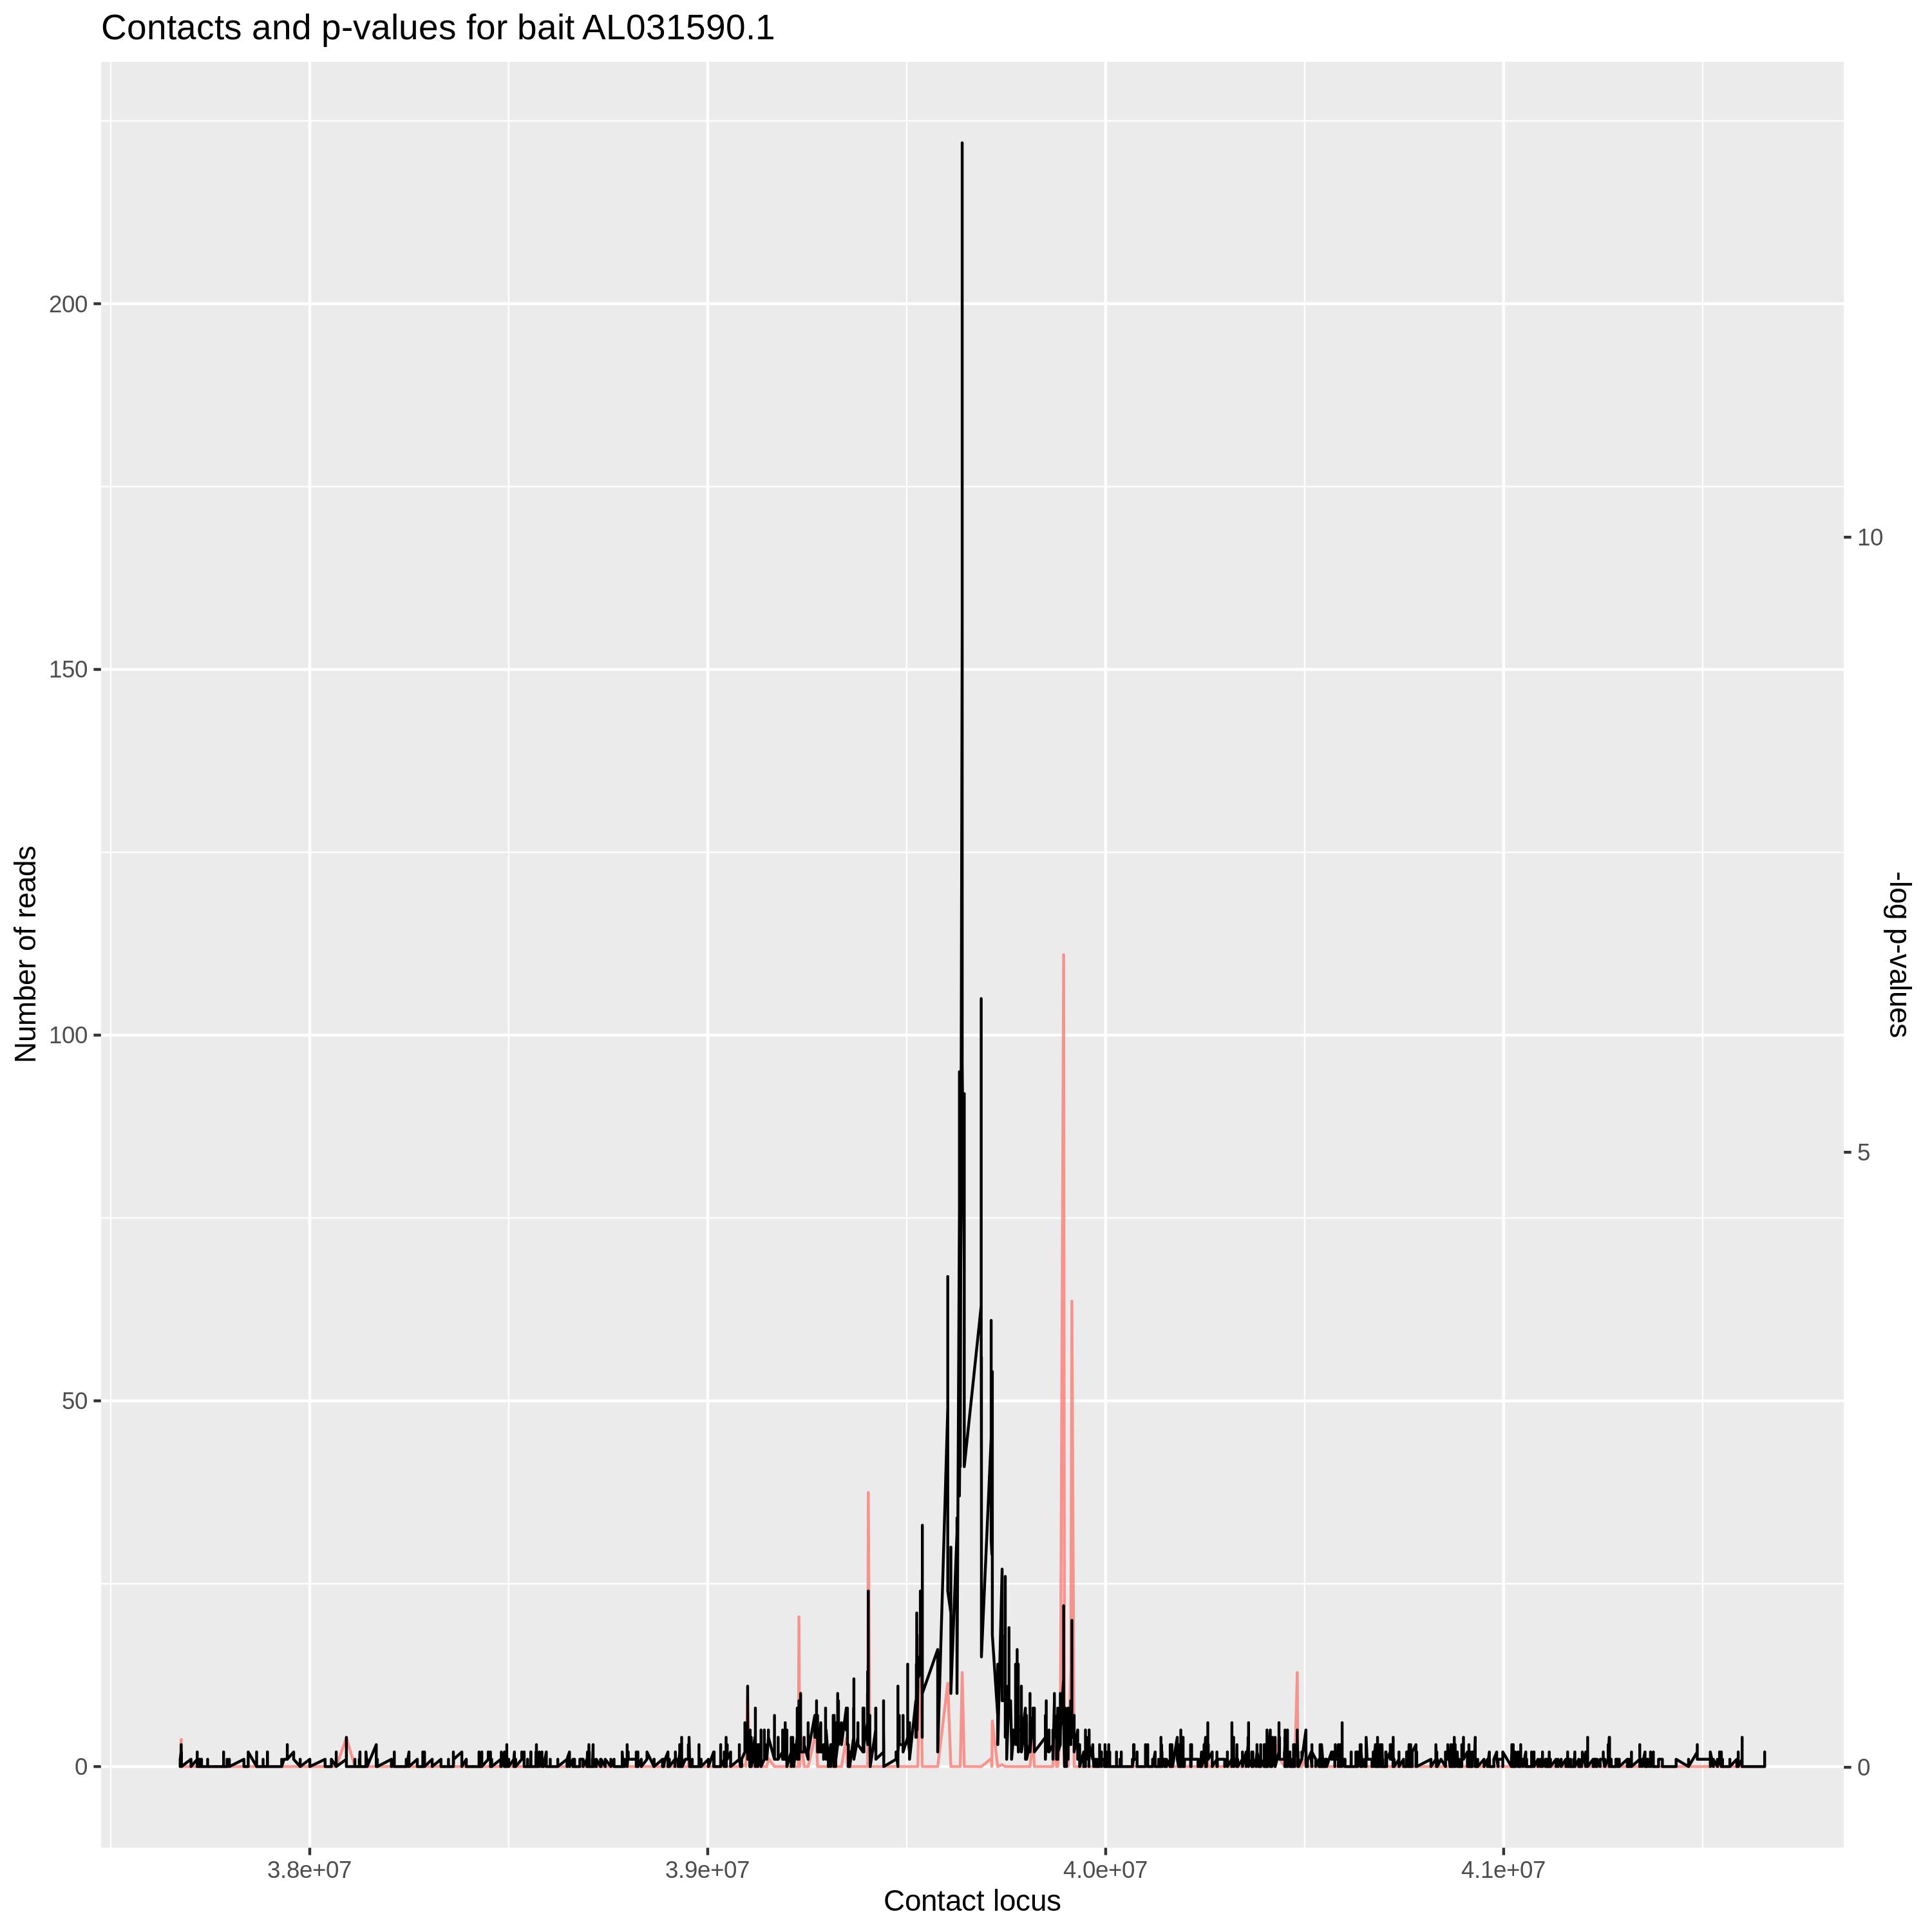 Contacts and p-values for bait AL031590.1
200
150
100
50
0
Number of reads
10
5
0
-log p-values
3.8e+07
3.9e+07
4.0e+07
4.1e+07
Contact locus